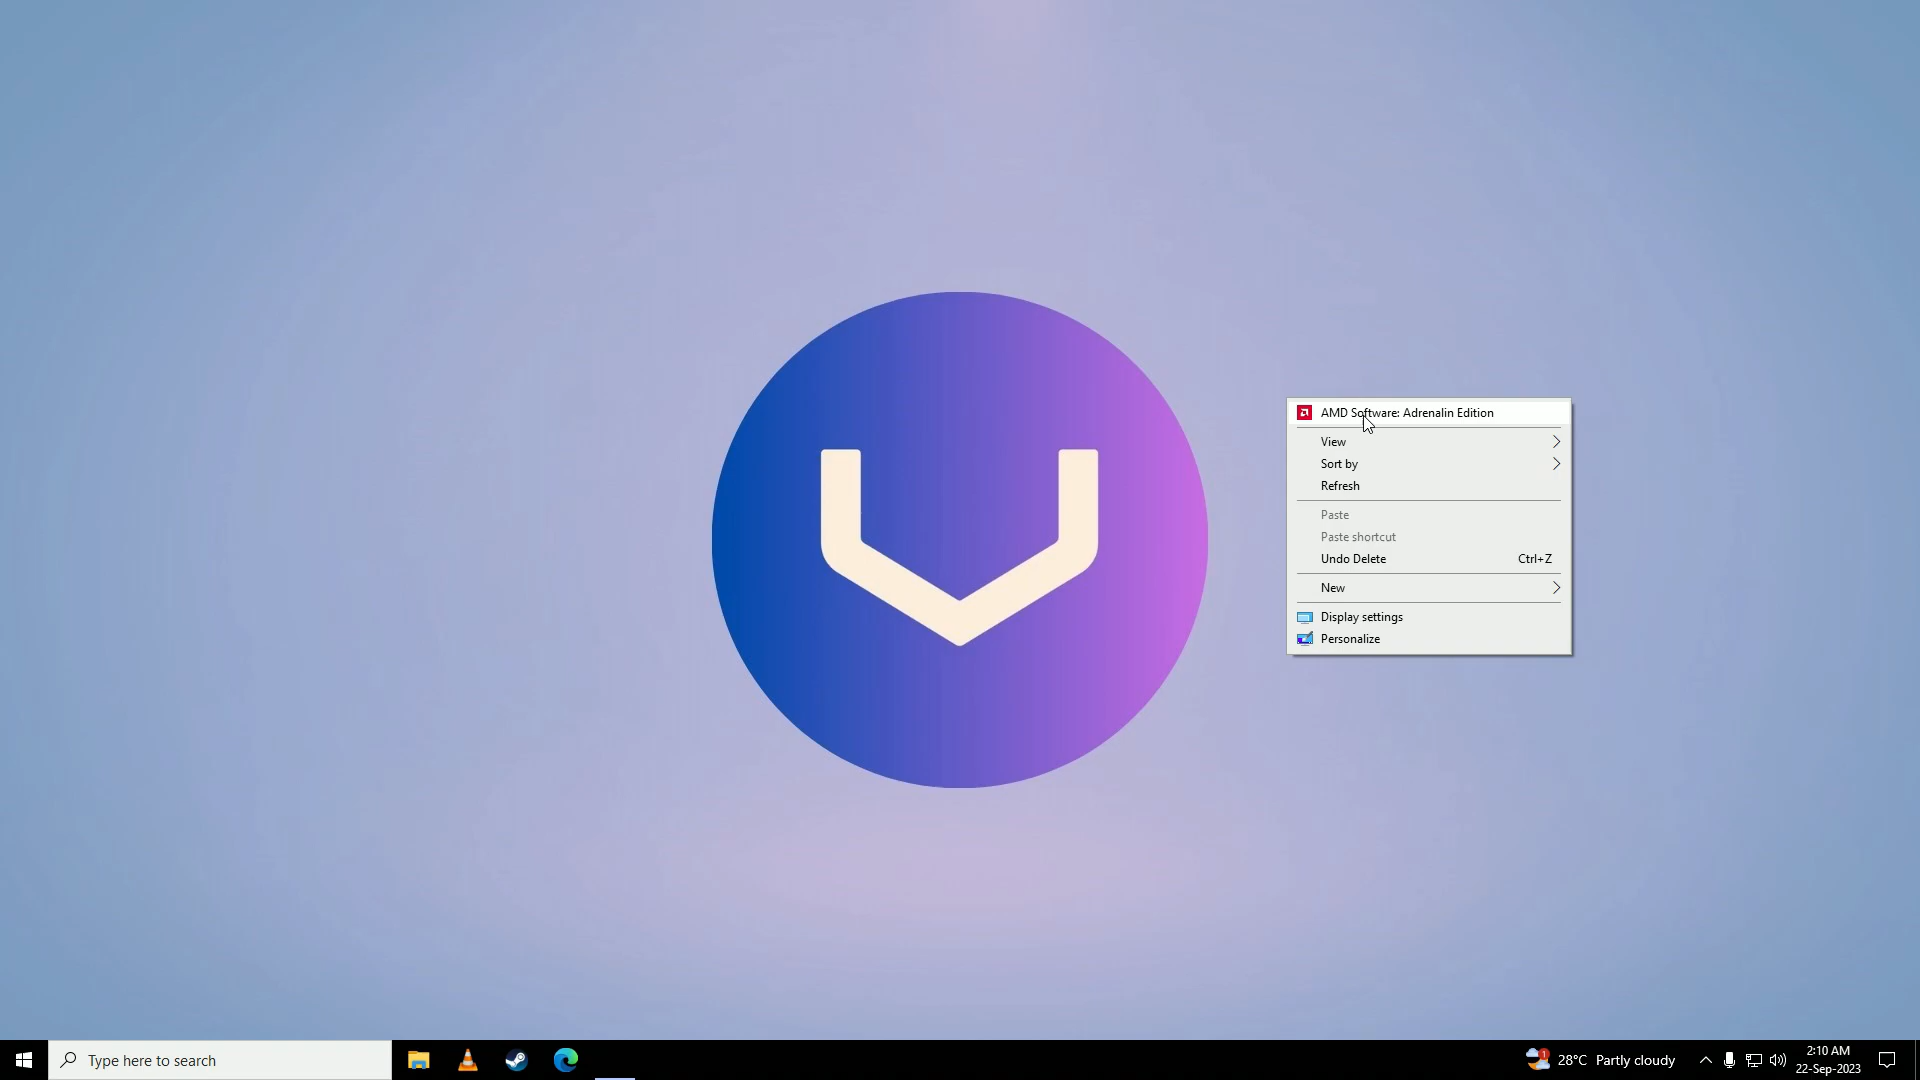 AMD Software: Adrenalin Edition
View
Sort by
Refresh
Paste
Paste shortcut
Undo Delete Ctrl+Z
New
Display settings
Personalize
Type here to search
1
28°C Partly cloudy
2:10 AM
22-Sep-2023